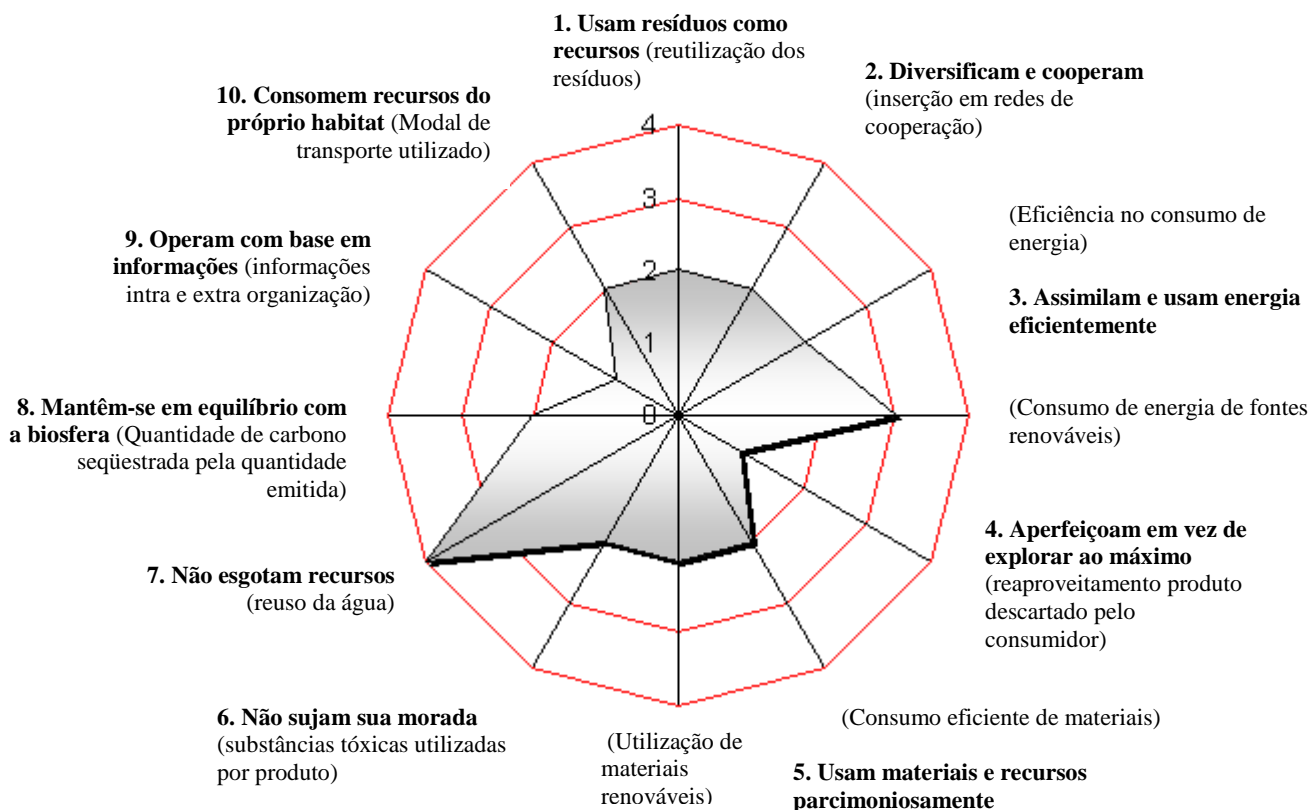 1. Usam resíduos como
recursos (reutilização dos
resíduos)
2. Diversificam e cooperam
(inserção em redes de
cooperação)
(Eficiência no consumo de
energia)
3. Assimilam e usam energia
eficientemente
(Consumo de energia de fontes
renováveis)
4. Aperfeiçoam em vez de
explorar ao máximo
(reaproveitamento produto
descartado pelo
consumidor)
(Consumo eficiente de materiais)
5. Usam materiais e recursos
parcimoniosamente
(Utilização de
materiais
renováveis)
6. Não sujam sua morada
(substâncias tóxicas utilizadas
por produto)
7. Não esgotam recursos
(reuso da água)
8. Mantêm-se em equilíbrio com
a biosfera (Quantidade de carbono
seqüestrada pela quantidade
emitida)
9. Operam com base em
informações (informações
intra e extra organização)
10. Consomem recursos do
próprio habitat (Modal de
transporte utilizado)
4
3
2
1
0